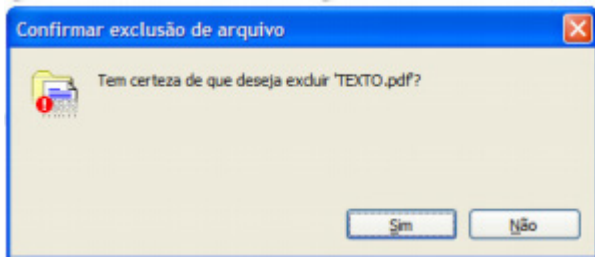 Confirmar exclusão de arquivo
Tem certeza de que deseja excluir 'TEXTO.pdf'?
Sim
Não